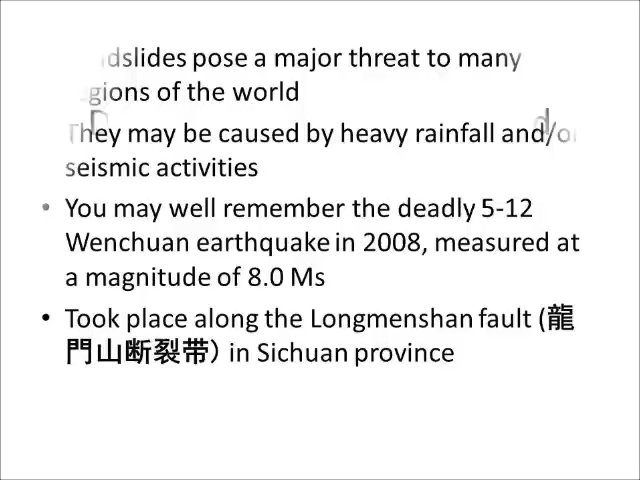 dslides pose a major threat to many
gions of the world
They may be caused by heavy rainfall and/or
seismic activities
• You may well remember the deadly 5-12
Wenchuan earthquake in 2008, measured at
a magnitude of 8.0 Ms
• Took place along the Longmenshan fault (龍
門山断裂帯) in Sichuan province